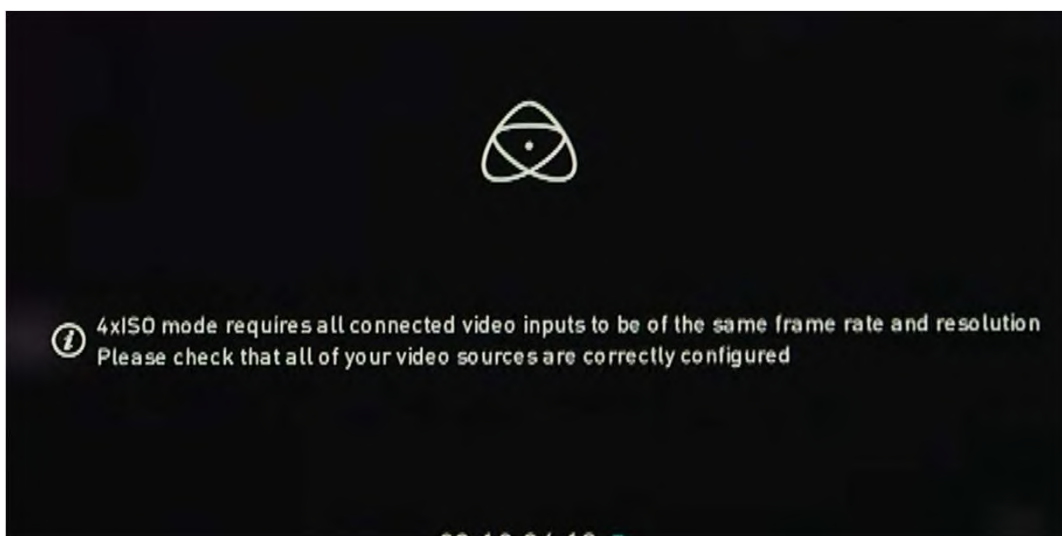 4xISO mode requires all connected video inputs to be of the same frame rate and resolution
Please check that all of your video sources are correctly configured